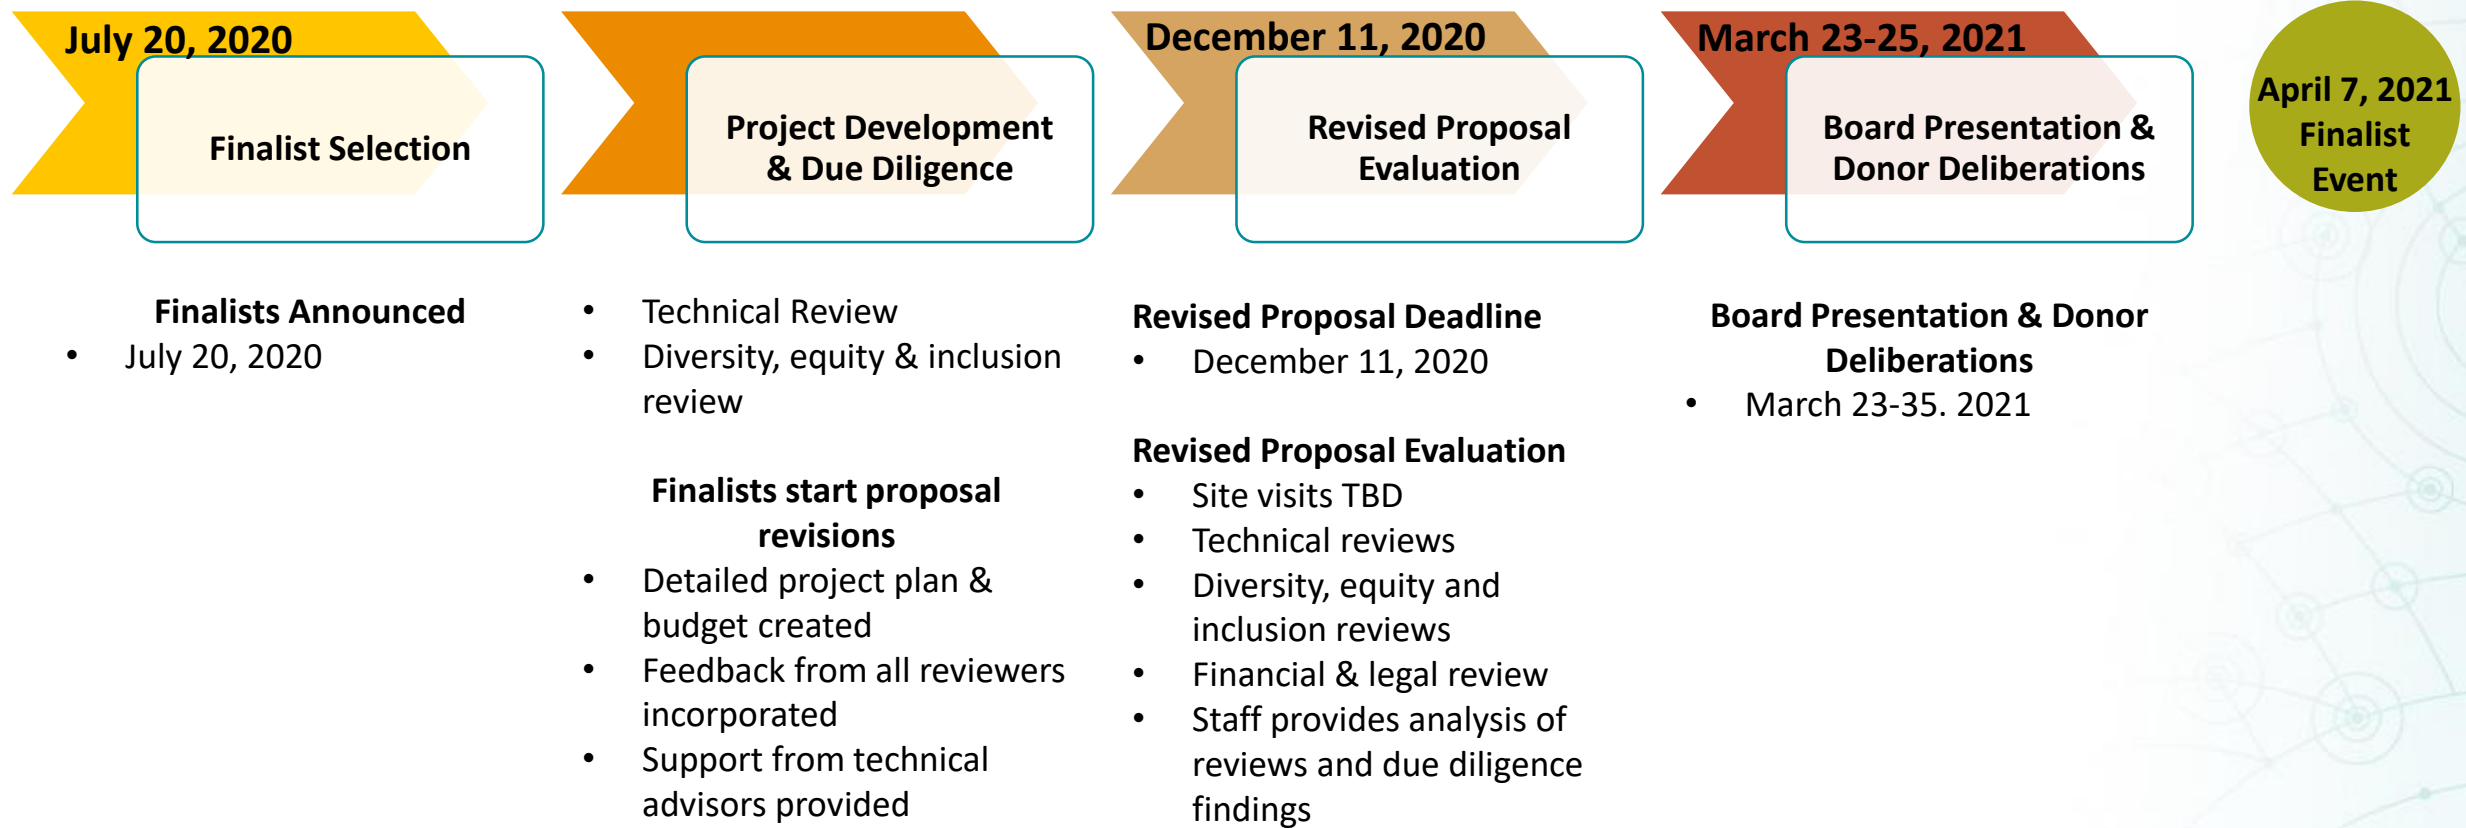 July 20, 2020
Finalist Selection
Finalists Announced
• July 20, 2020
Project Development
& Due Diligence
• Technical Review
• Diversity, equity & inclusion
review
Finalists start proposal
revisions
• Detailed project plan &
budget created
• Feedback from all reviewers
incorporated
• Support from technical
advisors provided
December 11, 2020
Revised Proposal
Evaluation
Revised Proposal Deadline
• December 11, 2020
Revised Proposal Evaluation
• Site visits TBD
• Technical reviews
• Diversity, equity and
inclusion reviews
• Financial & legal review
• Staff provides analysis of
reviews and due diligence
findings
March 23-25, 2021
Board Presentation &
Donor Deliberations
Board Presentation & Donor
Deliberations
• March 23-35. 2021
April 7, 2021
Finalist
Event